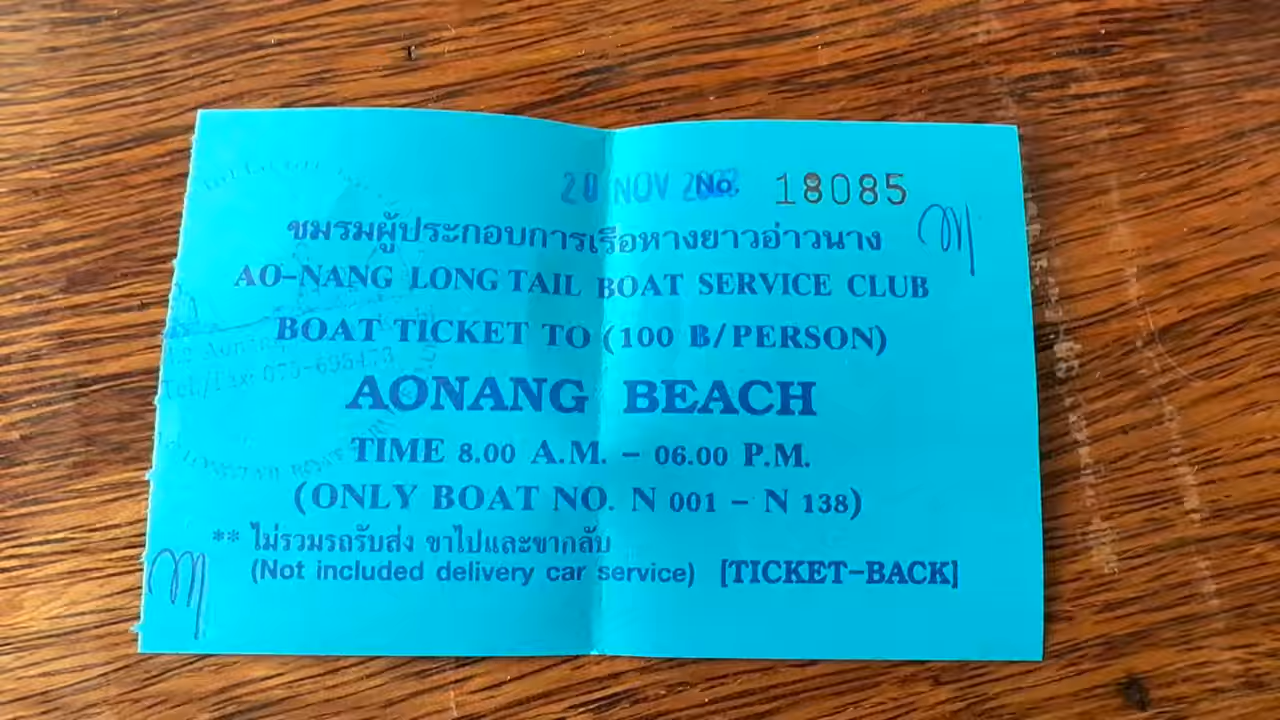 20 NOV No. 18085
ชมรมผู้ประกอบการเรือหางยาวอ่าวนาง
AO-NANG LONG TAIL BOAT SERVICE CLUB
BOAT TICKET TO (100 B/PERSON)
AONANG BEACH
TIME 8.00 A.M. – 06.00 P.M.
(ONLY BOAT NO. N 001 – N 138)
** ไม่รวมรถรับส่ง ขาไปและขากลับ
(Not included delivery car service) [TICKET-BACK]
Tel./Fax: 075-695473